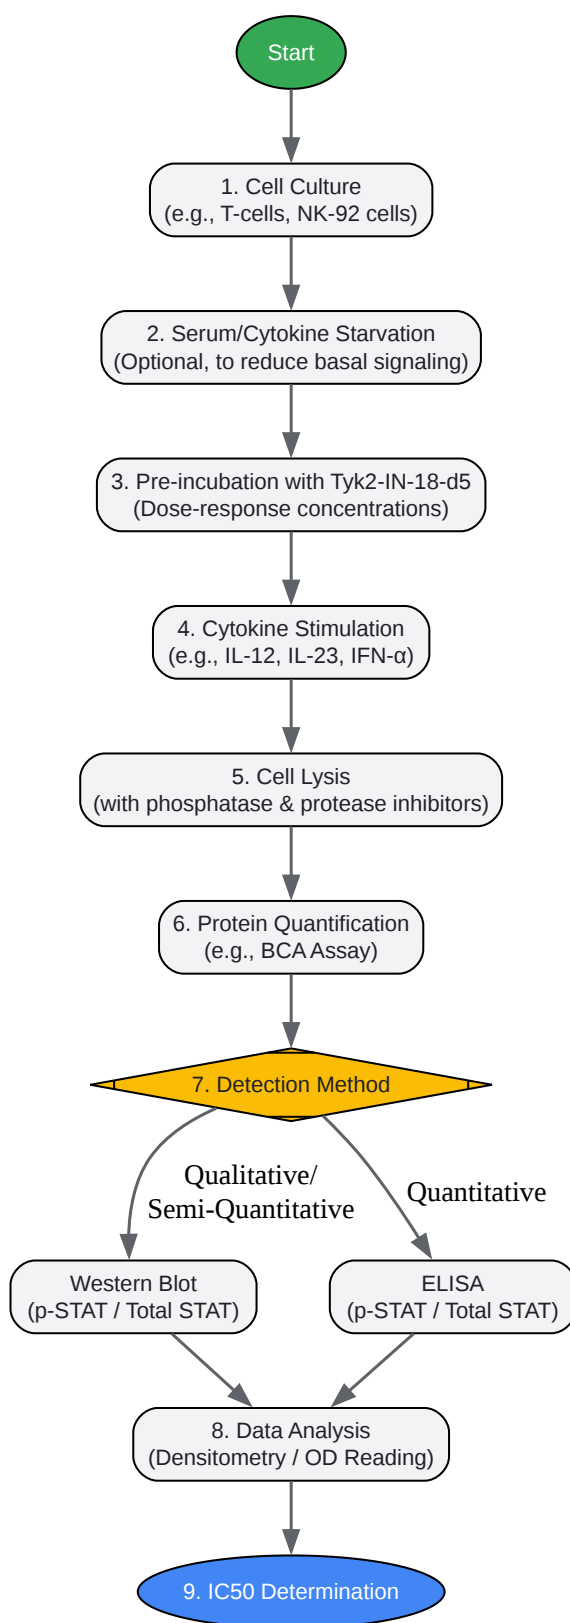 Start
1. Cell Culture
(e.g., T-cells, NK-92 cells)
2. Serum/Cytokine Starvation
(Optional, to reduce basal signaling)
3. Pre-incubation with Tyk2-IN-18-d5
(Dose-response concentrations)
4. Cytokine Stimulation
(e.g., IL-12, IL-23, IFN-α)
5. Cell Lysis
(with phosphatase & protease inhibitors)
6. Protein Quantification
(e.g., BCA Assay)
7. Detection Method
Qualitative/
Semi-Quantitative
Quantitative
Western Blot
(p-STAT / Total STAT)
ELISA
(p-STAT / Total STAT)
8. Data Analysis
(Densitometry / OD Reading)
9. IC50 Determination